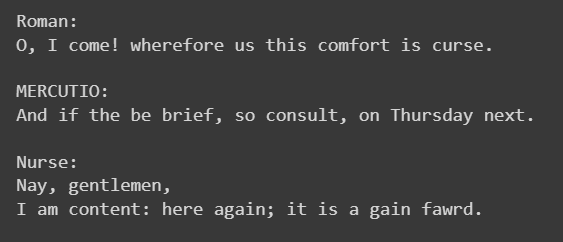 Roman:
O, I come! wherefore us this comfort is curse.
MERCUTIO:
And if the be brief, so consult, on Thursday next.
Nurse:
Nay, gentlemen,
I am content: here again; it is a gain fawrd.